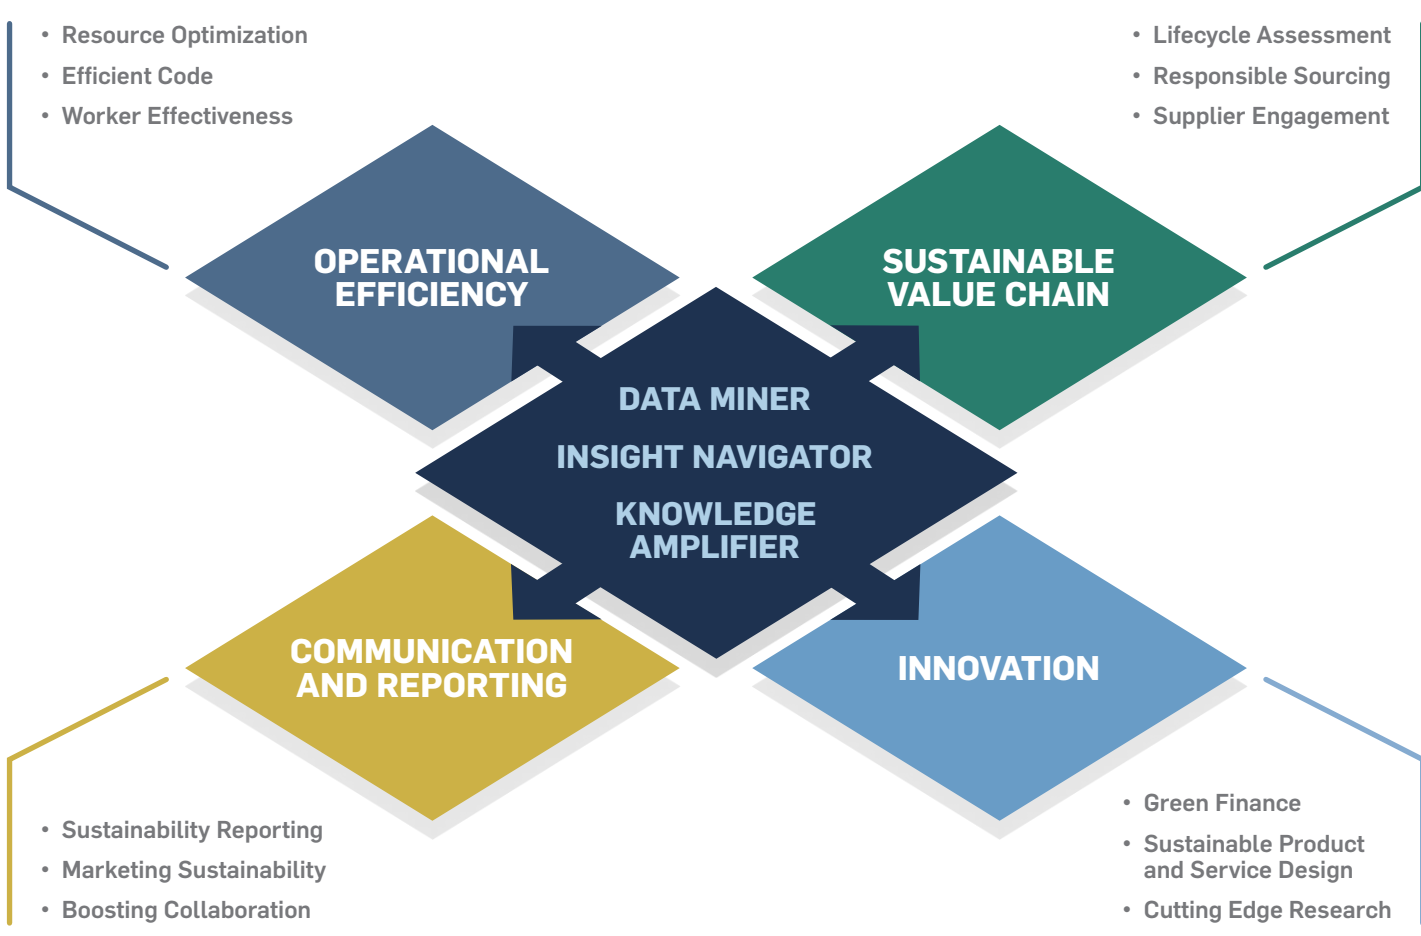 • Resource Optimization
• Efficient Code
• Worker Effectiveness
• Lifecycle Assessment
• Responsible Sourcing
• Supplier Engagement
OPERATIONAL
EFFICIENCY
SUSTAINABLE
VALUE CHAIN
DATA MINER
INSIGHT NAVIGATOR
KNOWLEDGE
AMPLIFIER
COMMUNICATION
AND REPORTING
INNOVATION
• Sustainability Reporting
• Marketing Sustainability
• Boosting Collaboration
• Green Finance
• Sustainable Product
and Service Design
• Cutting Edge Research